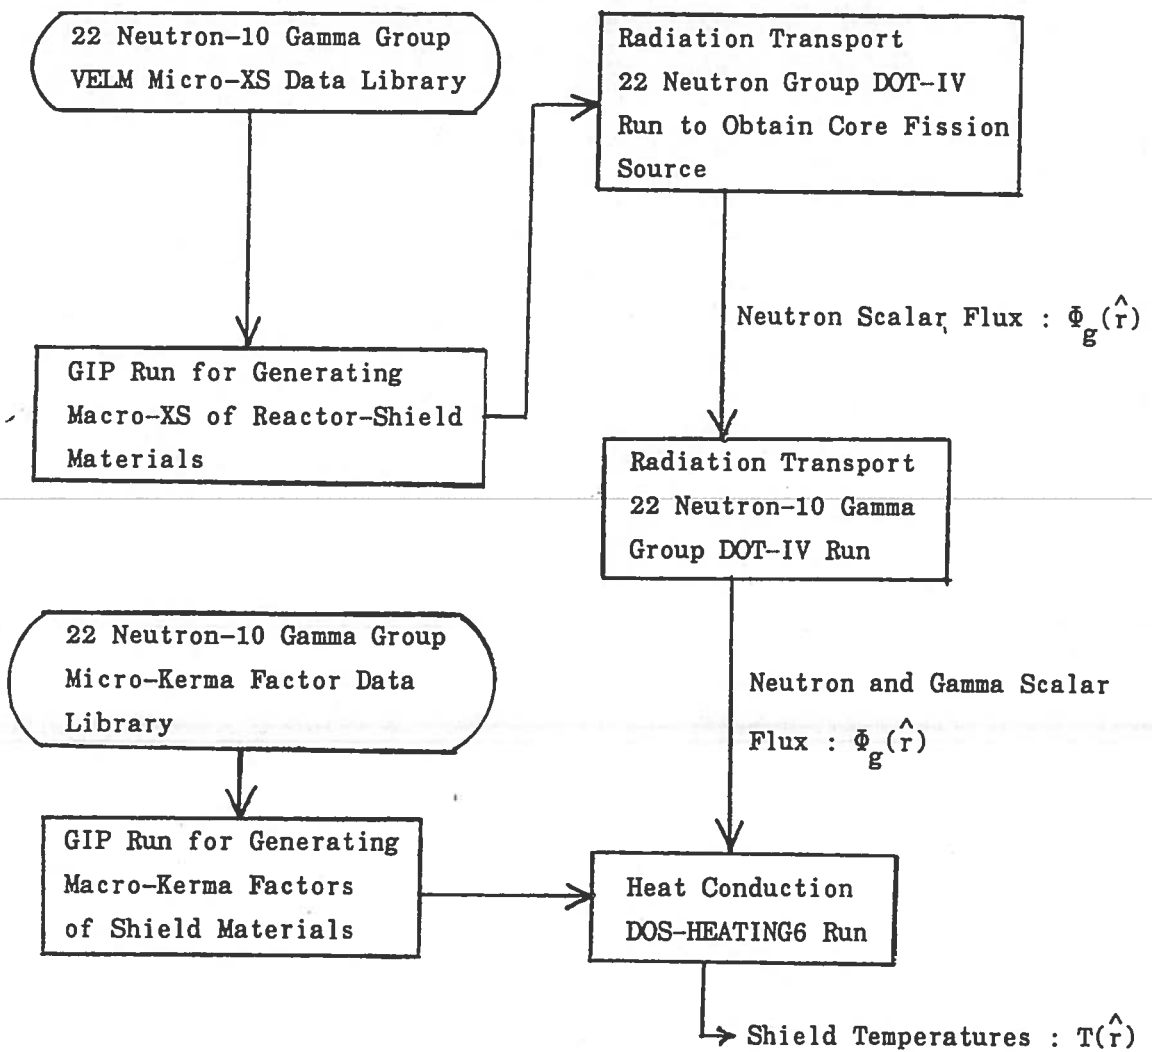 22 Neutron-10 Gamma Group
VELM Micro-XS Data Library
Radiation Transport
22 Neutron Group DOT-IV
Run to Obtain Core Fission
Source
Neutron Scalar Flux : Φ_g(r̂)
GIP Run for Generating
Macro-XS of Reactor-Shield
Materials
Radiation Transport
22 Neutron-10 Gamma
Group DOT-IV Run
22 Neutron-10 Gamma Group
Micro-Kerma Factor Data
Library
Neutron and Gamma Scalar
Flux : Φ_g(r̂)
GIP Run for Generating
Macro-Kerma Factors
of Shield Materials
Heat Conduction
DOS-HEATING6 Run
Shield Temperatures : T(r̂)